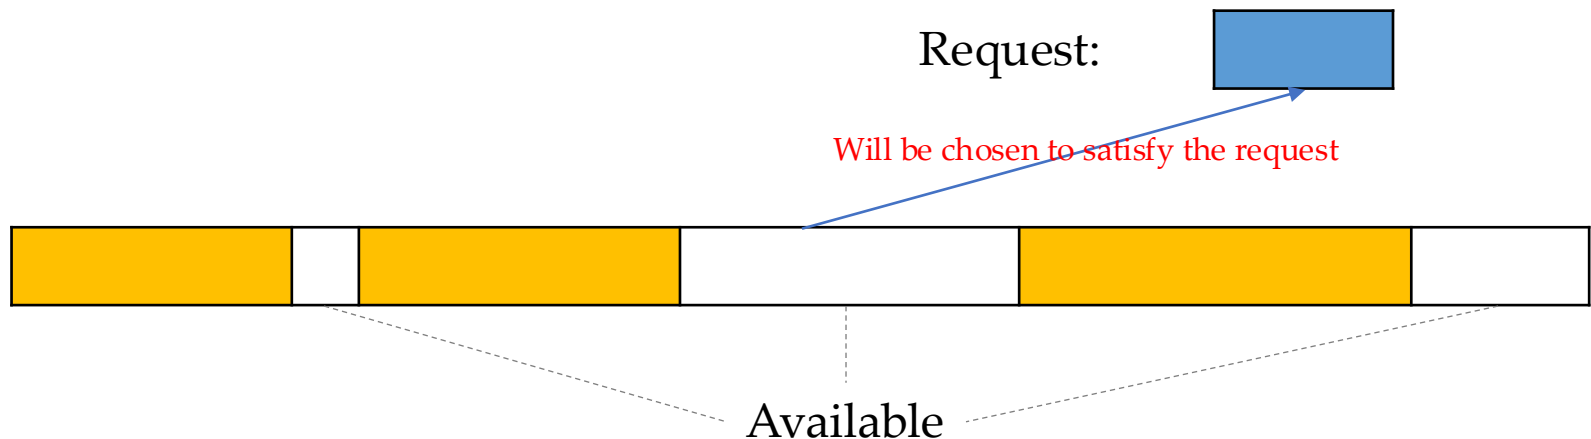 Request:
Will be chosen to satisfy the request
Available